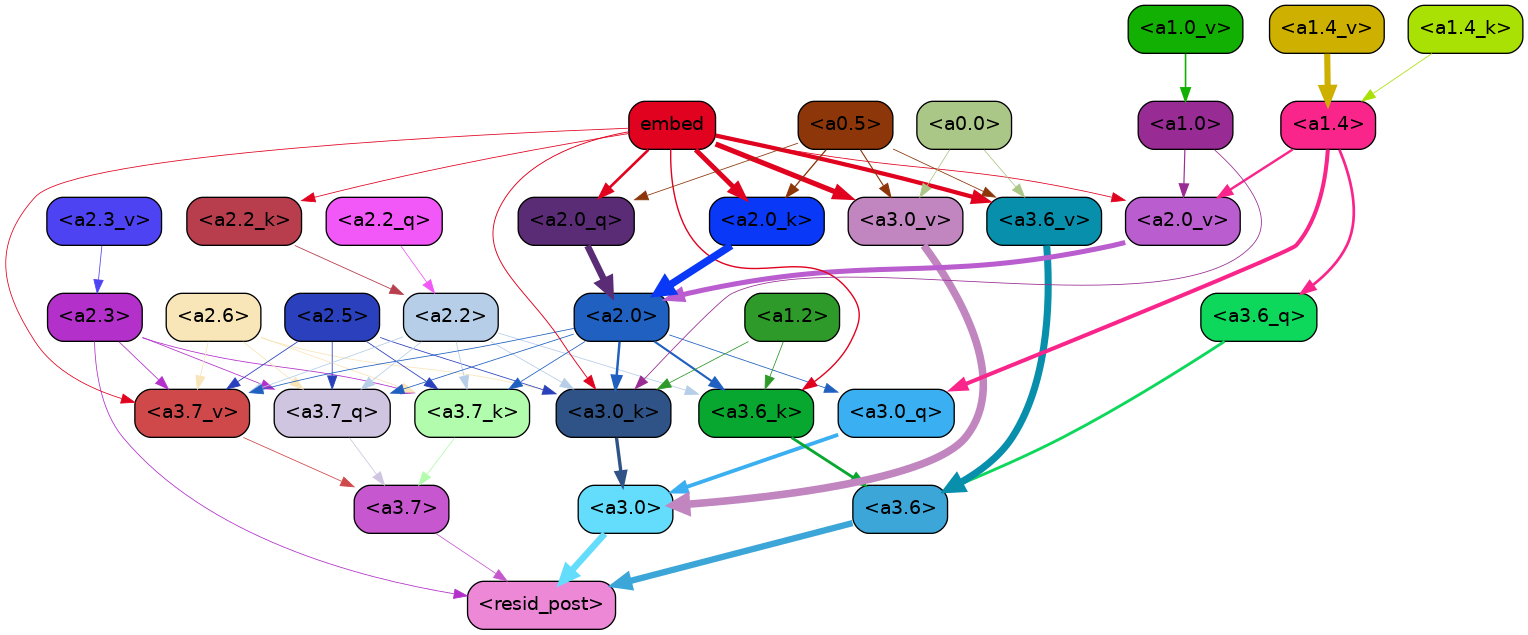 <a1.0_v> <a1.4_v> <a1.4_k>
embed <a0.5> <a0.0> <a1.0> <a1.4>
<a2.3_v> <a2.2_k> <a2.2_q> <a2.0_q> <a2.0_k> <a3.0_v> <a3.6_v> <a2.0_v>
<a2.3> <a2.6> <a2.5> <a2.2> <a2.0> <a1.2> <a3.6_q>
<a3.7_v> <a3.7_q> <a3.7_k> <a3.0_k> <a3.6_k> <a3.0_q>
<a3.7> <a3.0> <a3.6>
<resid_post>